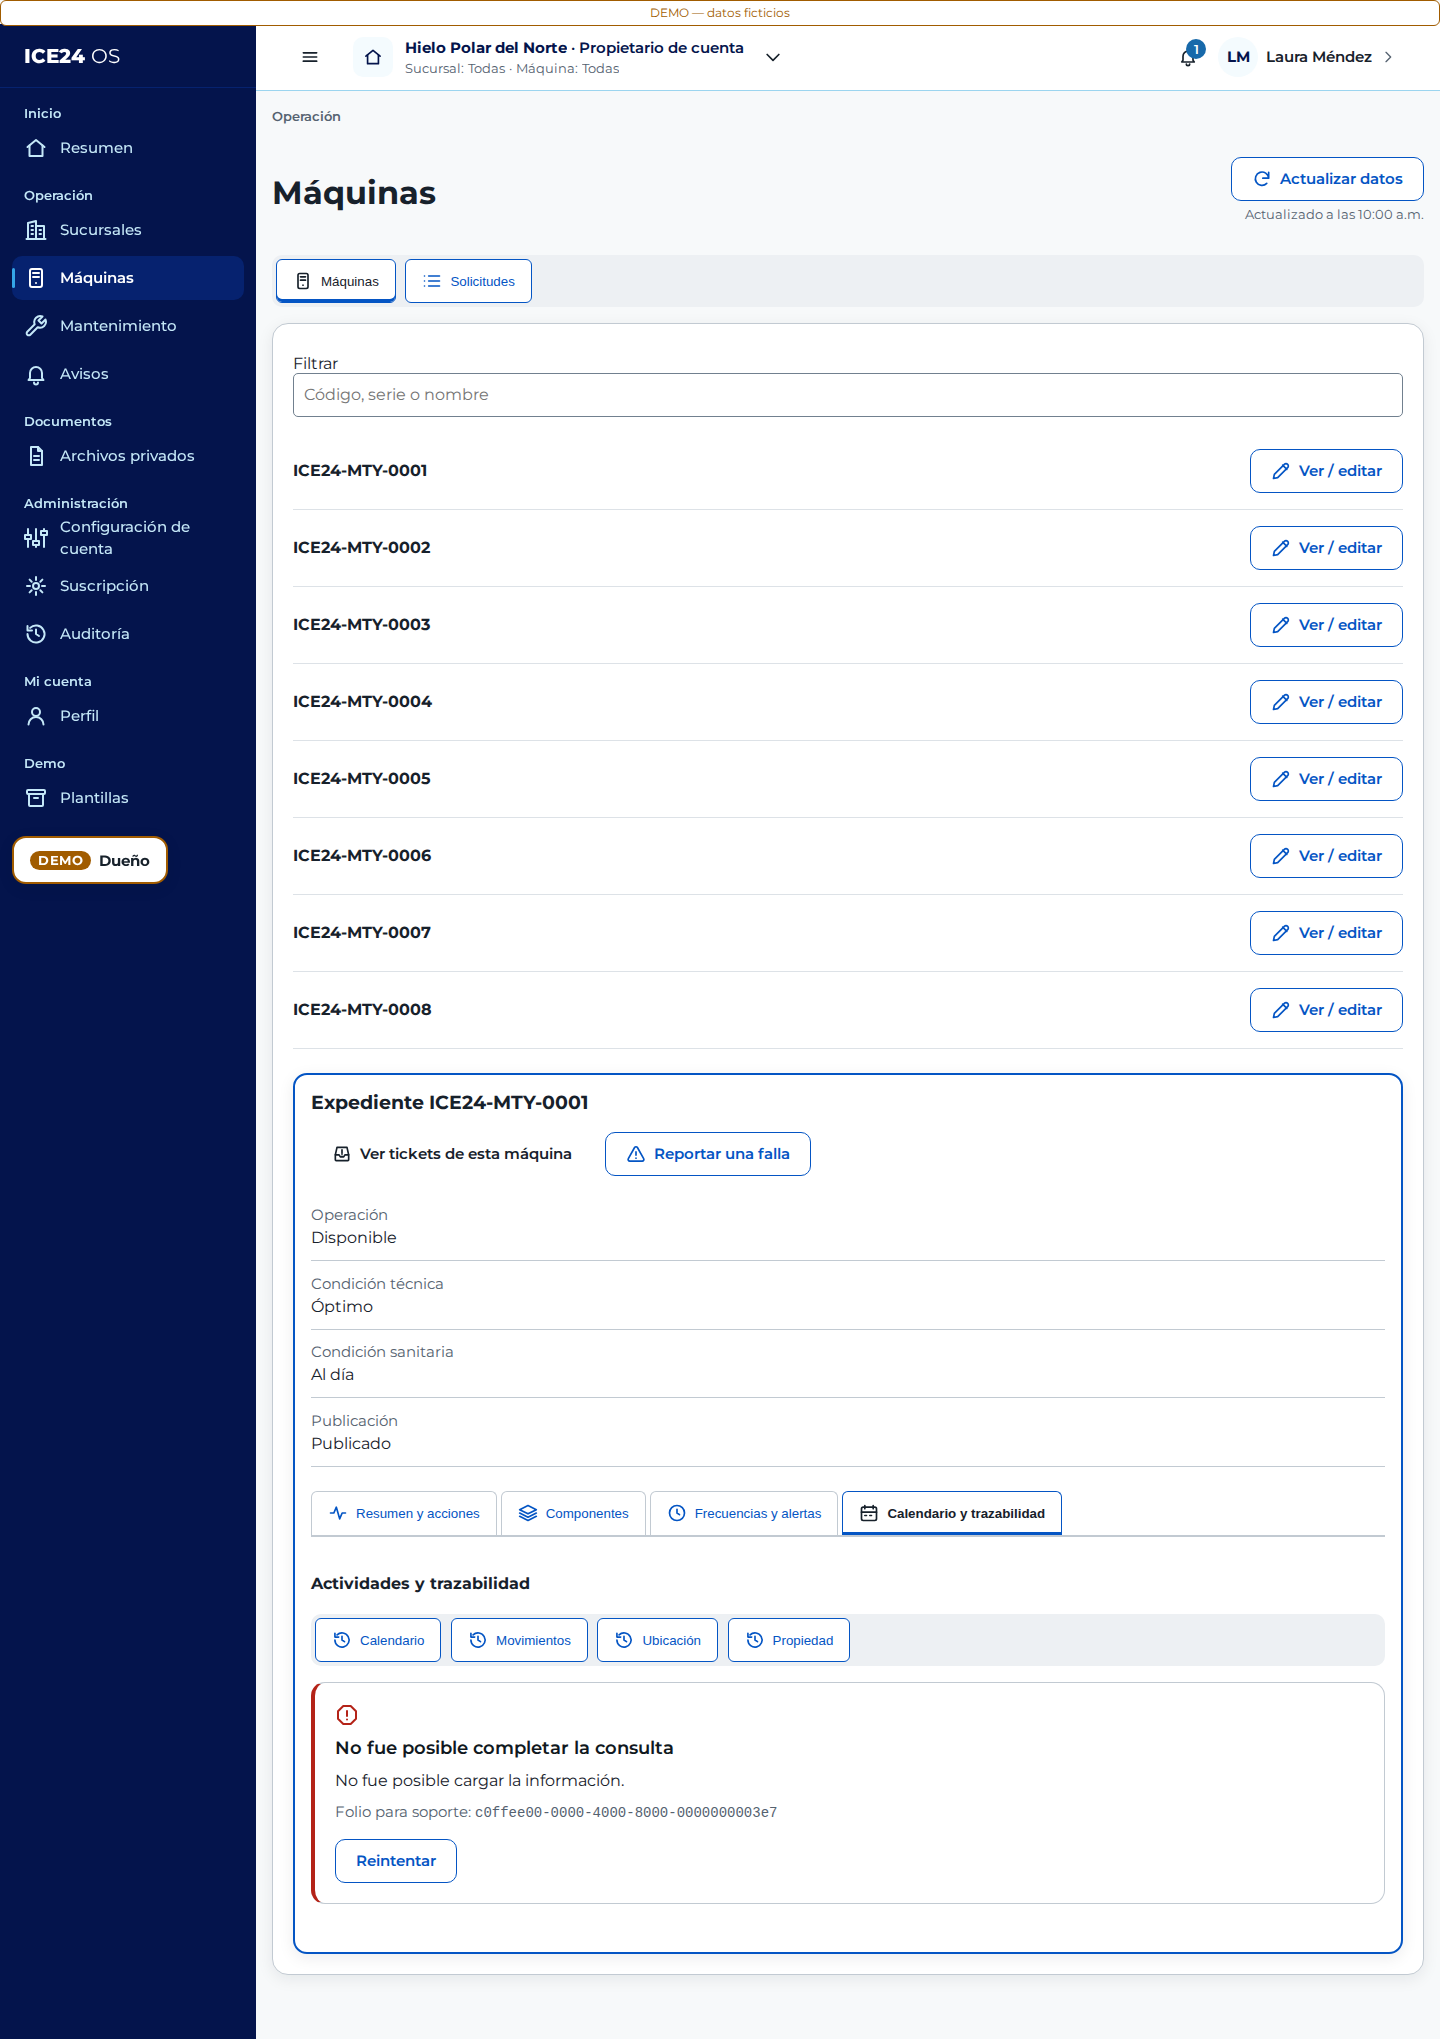 DEMO — datos ficticios
ICE24 OS
Hielo Polar del Norte · Propietario de cuenta
Sucursal: Todas · Máquina: Todas
1
LM Laura Méndez
Inicio
Resumen
Operación
Sucursales
Máquinas
Mantenimiento
Avisos
Documentos
Archivos privados
Administración
Configuración de
cuenta
Suscripción
Auditoría
Mi cuenta
Perfil
Demo
Plantillas
DEMO Dueño
Operación
Máquinas
Actualizar datos
Actualizado a las 10:00 a.m.
Máquinas
Solicitudes
Filtrar
Código, serie o nombre
ICE24-MTY-0001
Ver / editar
ICE24-MTY-0002
Ver / editar
ICE24-MTY-0003
Ver / editar
ICE24-MTY-0004
Ver / editar
ICE24-MTY-0005
Ver / editar
ICE24-MTY-0006
Ver / editar
ICE24-MTY-0007
Ver / editar
ICE24-MTY-0008
Ver / editar
Expediente ICE24-MTY-0001
Ver tickets de esta máquina
Reportar una falla
Operación
Disponible
Condición técnica
Óptimo
Condición sanitaria
Al día
Publicación
Publicado
Resumen y acciones
Componentes
Frecuencias y alertas
Calendario y trazabilidad
Actividades y trazabilidad
Calendario
Movimientos
Ubicación
Propiedad
No fue posible completar la consulta
No fue posible cargar la información.
Folio para soporte: c0ffee00-0000-4000-8000-0000000003e7
Reintentar